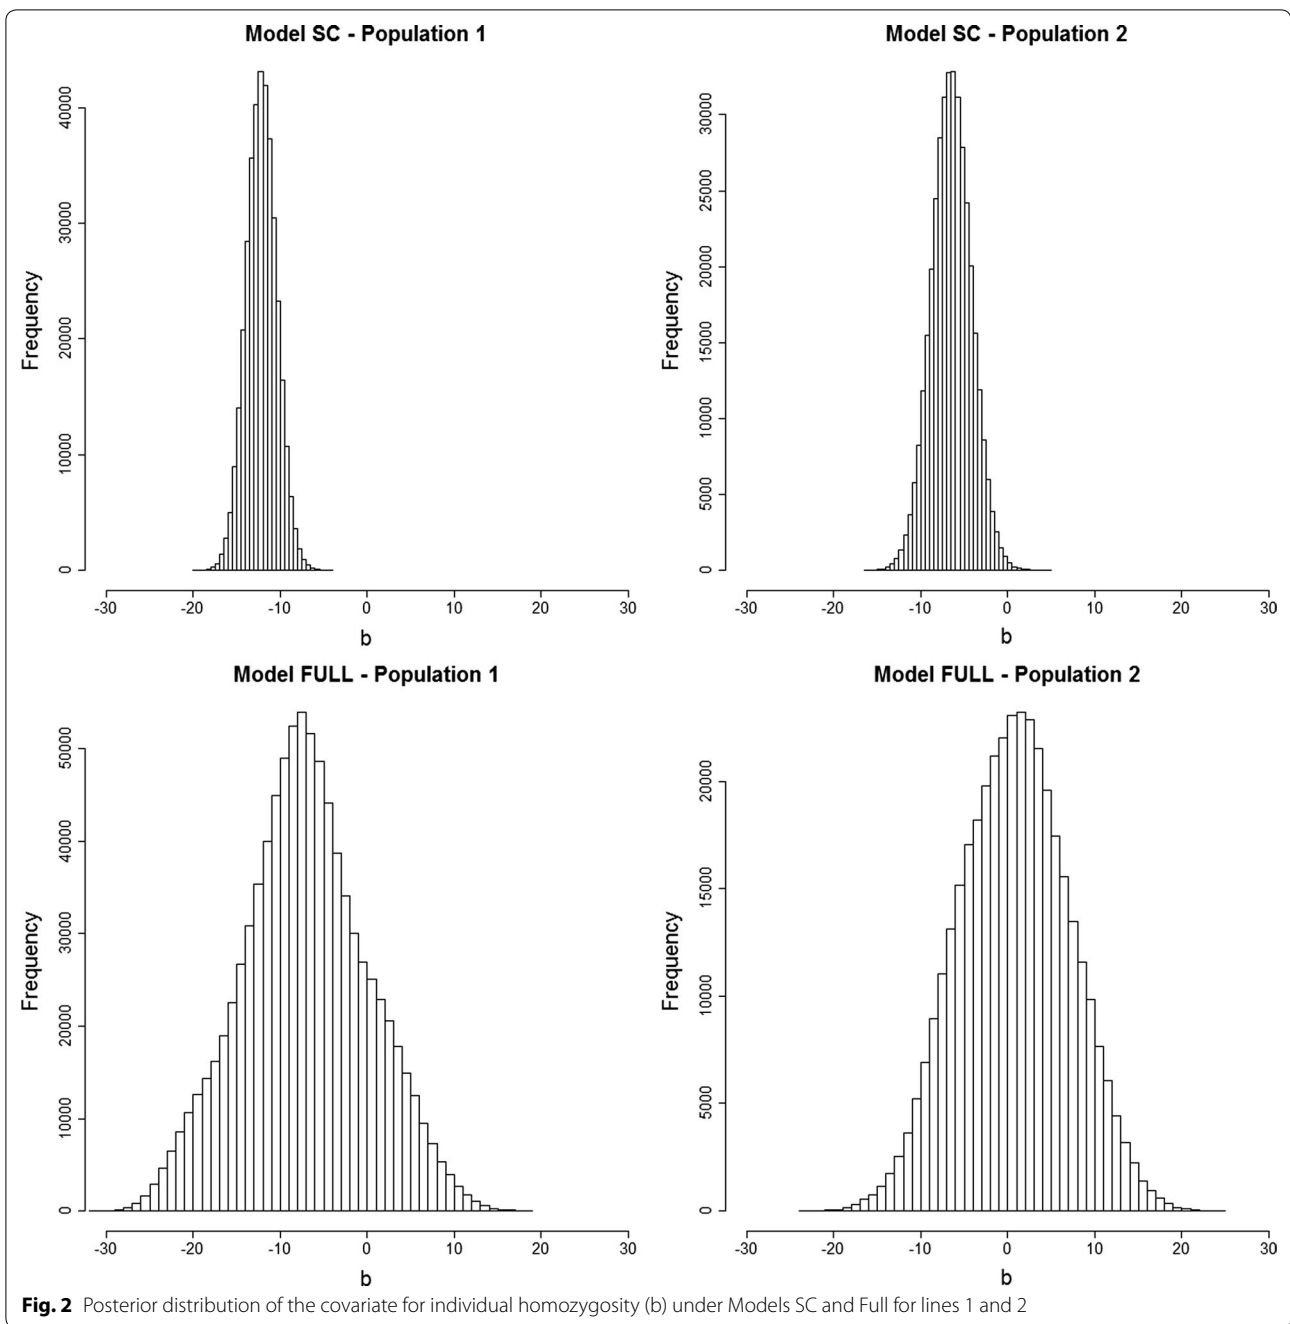 Model SC - Population 1
Frequency
40000
30000
20000
10000
0
-30 -20 -10 0 10 20 30
b
Model SC - Population 2
Frequency
30000
25000
20000
15000
10000
5000
0
-30 -20 -10 0 10 20 30
b
Model FULL - Population 1
Frequency
50000
40000
30000
20000
10000
0
-30 -20 -10 0 10 20 30
b
Model FULL - Population 2
Frequency
20000
15000
10000
5000
0
-30 -20 -10 0 10 20 30
b
Fig. 2 Posterior distribution of the covariate for individual homozygosity (b) under Models SC and Full for lines 1 and 2